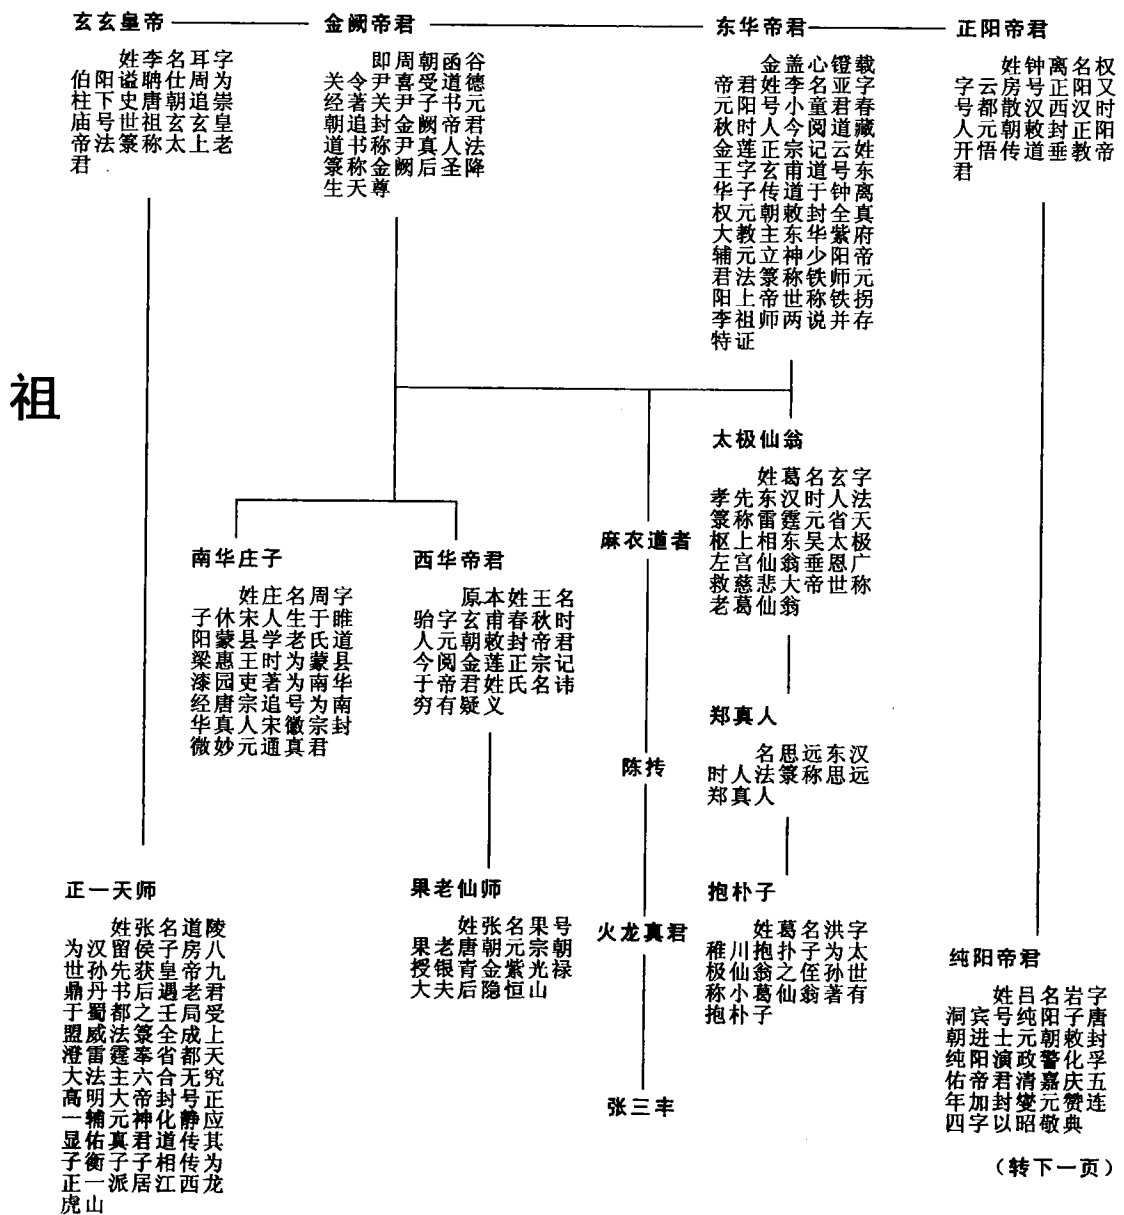 玄玄皇帝
姓李名耳字
伯阳谥聃仕周为
柱下史唐朝追崇
庙号世祖玄玄皇
帝法箓称太上老
君
金阙帝君
即周朝函谷
关令尹喜受道德
经著关尹子书元
朝追封金阙帝君
道书称尹真人法
箓称金阙后圣降
生天尊
东华帝君
金盖心镫载
帝君姓李名亚字
元阳号小童君春
秋时人今阅道藏
金莲正宗记云姓
王字玄甫道号东
华子传道于钟离
权元朝敕封全真
大教主东华紫府
辅元立神少阳帝
君法箓称铁师元
阳上帝世称铁拐
李祖师两说并存
特证
正阳帝君
姓钟离名权
字云房号正阳又
号都散汉西汉时
人元朝敕封正阳
开悟传道垂教帝
君
祖
太极仙翁
姓葛名玄字
孝先东汉时人法
箓称雷霆元省天
枢上相东吴太极
左宫仙翁垂恩广
救慈悲大帝世称
老葛仙翁
麻农道者
南华庄子
姓庄名周字
子休宋人生于睢
阳蒙县学老氏道
梁惠王时为蒙县
漆园吏著为南华
经唐宗追号为南
华真人宋徽宗封
微妙元通真君
西华帝君
原本姓王名
骀字玄甫春秋时
人元朝敕封帝君
今阅金莲正宗记
于帝君姓氏名讳
穷有疑义
郑真人
名思远东汉
时人法箓称思远
郑真人
陈抟
正一天师
姓张名道陵
为汉留侯子房八
世孙先获皇帝九
鼎丹书后遇老君
于蜀都之壬局受
盟威法箓全成上
澄雷霆奉省都天
大法主六合无究
高明大帝封号正
一辅元神化静应
显佑真君道传其
子衡子子相传为
正一派居江西龙
虎山
果老仙师
姓张名果号
果老唐朝元宗朝
授银青金紫光禄
大夫后隐恒山
火龙真君
抱朴子
姓葛名洪字
稚川抱扑子为太
极仙翁之侄孙世
称小葛仙翁著有
抱朴子
纯阳帝君
姓吕名岩字
洞宾号纯阳子唐
朝进士元朝敕封
纯阳演政警化孚
佑帝君清嘉庆五
年加封燮元赞连
四字以昭敬典
张三丰
(转下一页)